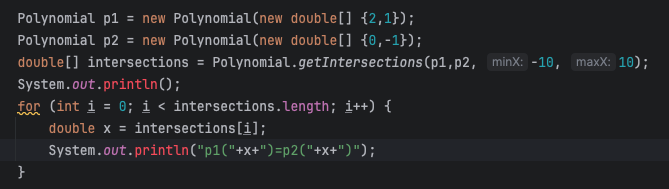 Polynomial p1 = new Polynomial(new double[] {2,1});
Polynomial p2 = new Polynomial(new double[] {0,-1});
double[] intersections = Polynomial.getIntersections(p1,p2, minX: -10, maxX: 10);
System.out.println();
for (int i = 0; i < intersections.length; i++) {
    double x = intersections[i];
    System.out.println("p1("+x+")=p2("+x+")");
}